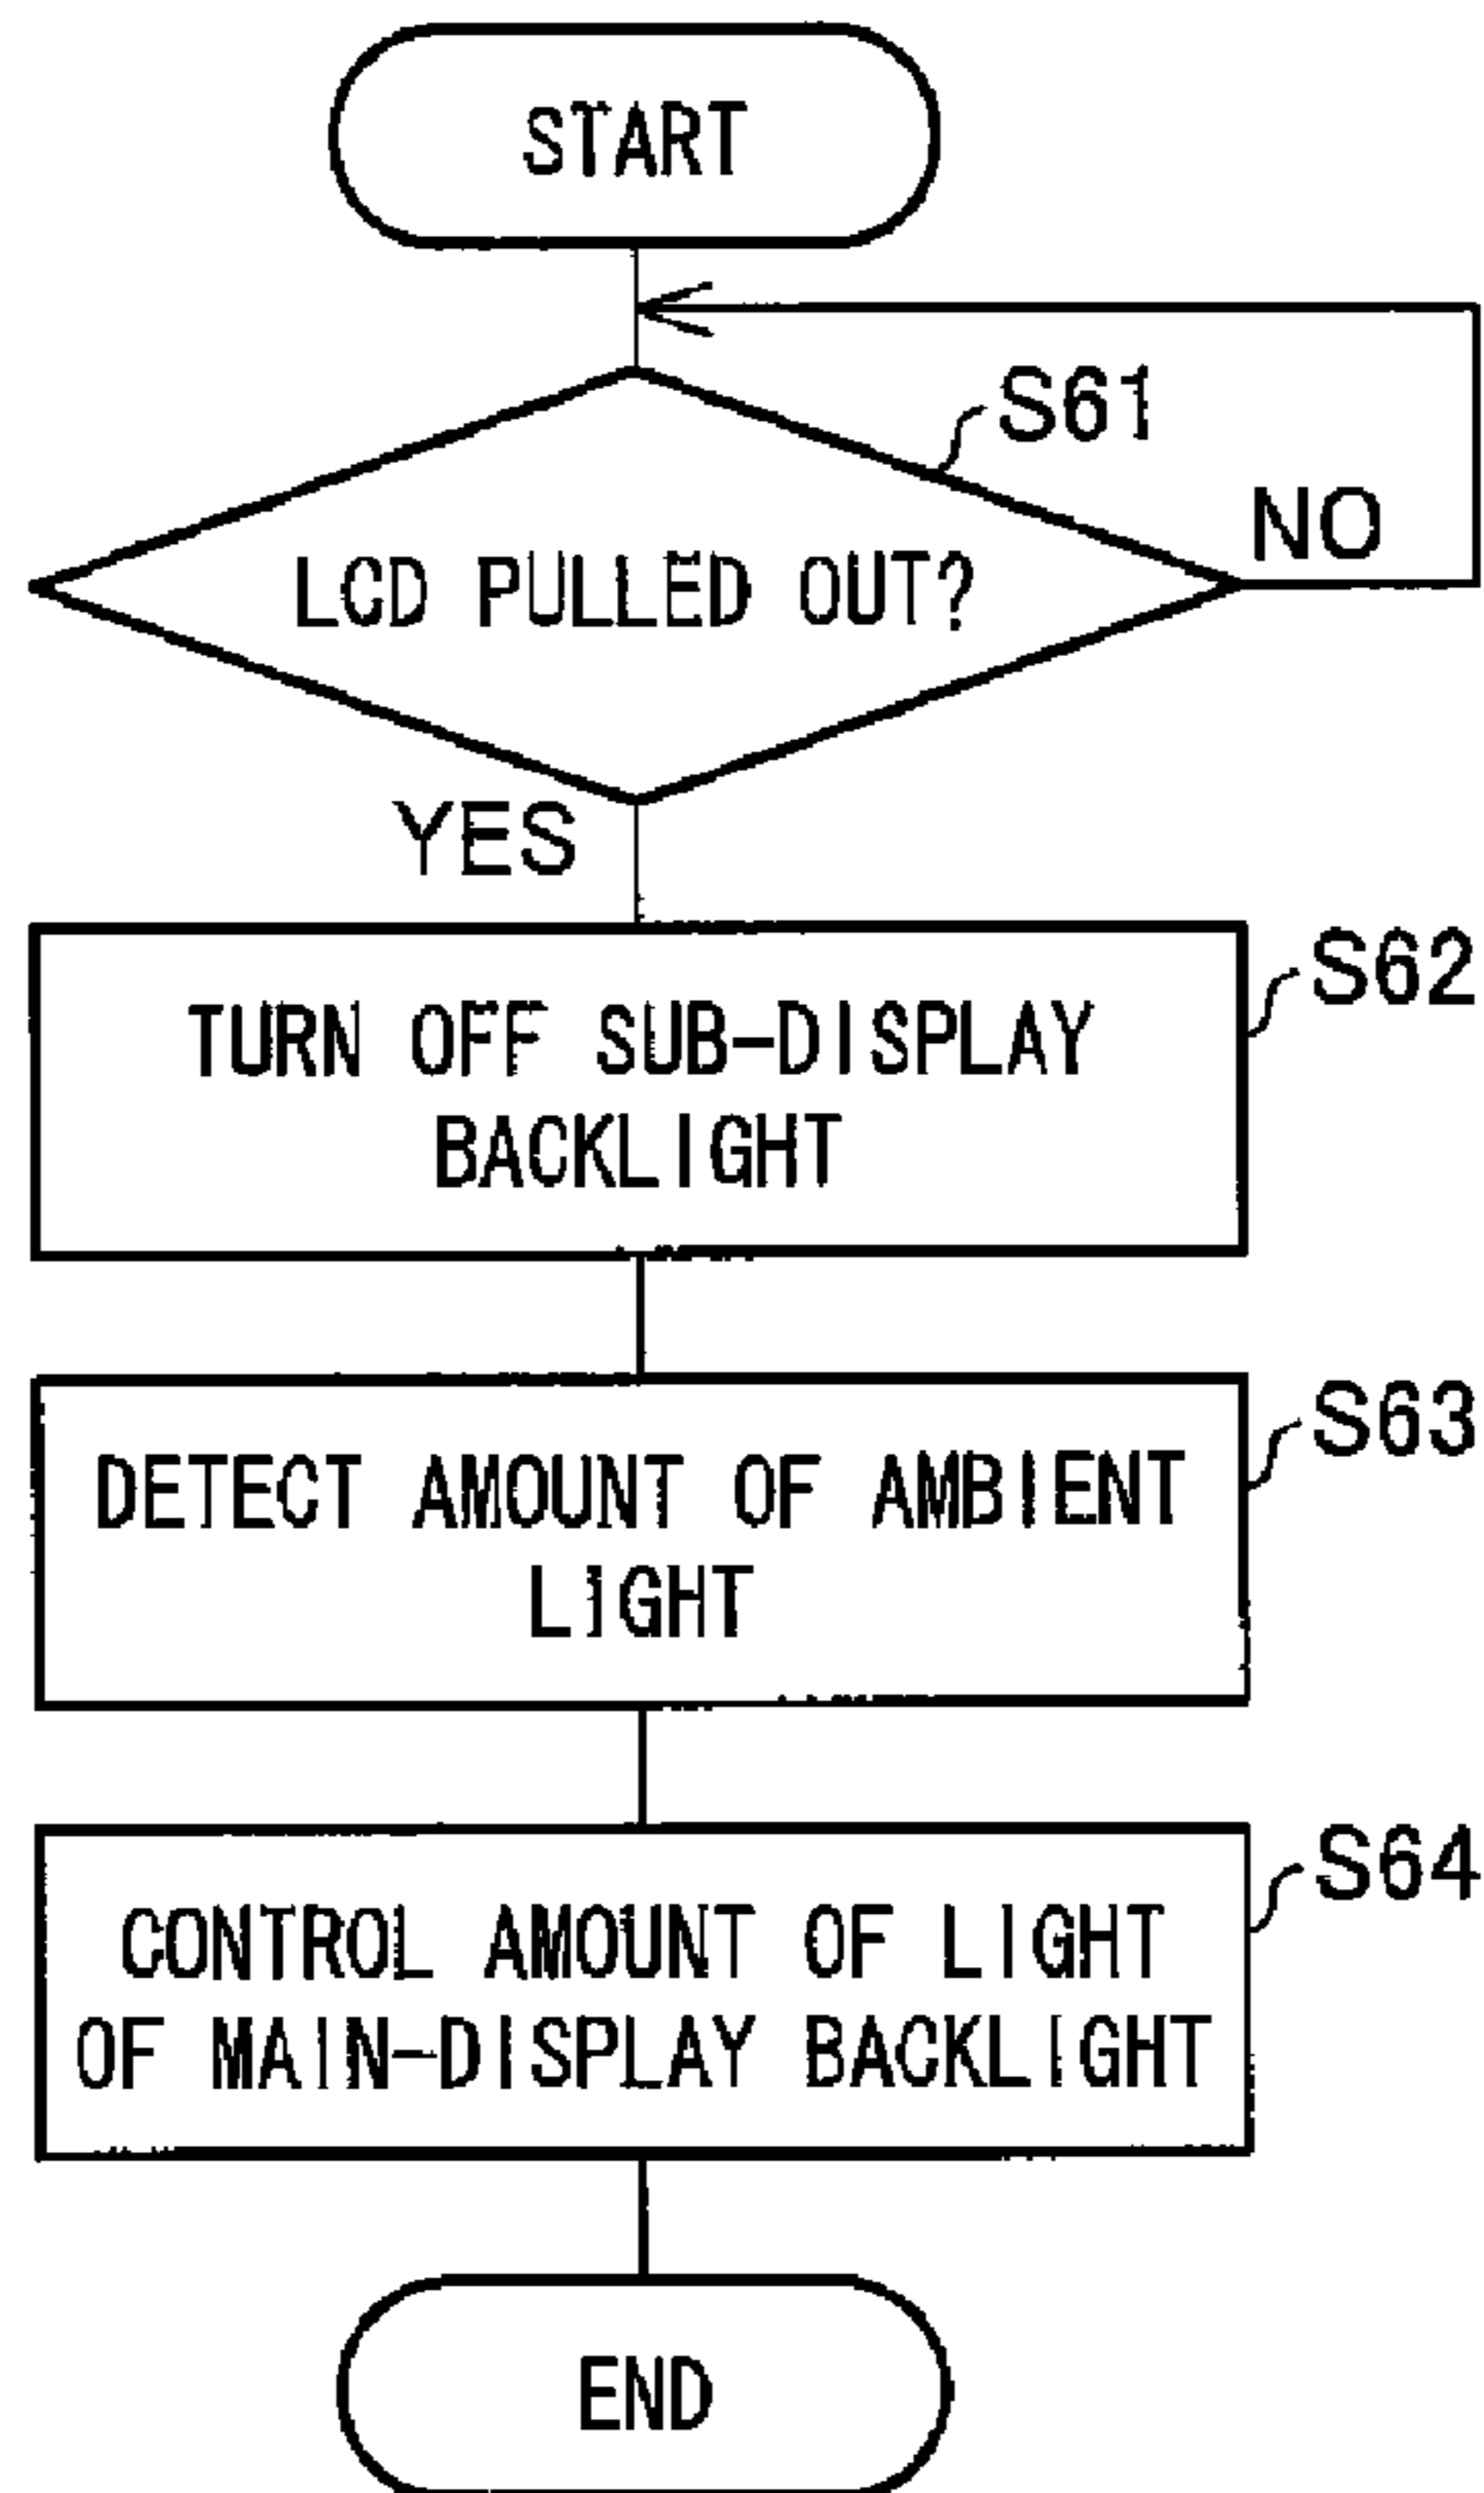 START
S61
NO
LCD PULLED OUT?
YES
S62
TURN OFF SUB-DISPLAY
BACKLIGHT
S63
DETECT AMOUNT OF AMBIENT
LIGHT
S64
CONTROL AMOUNT OF LIGHT
OF MAIN-DISPLAY BACKLIGHT
END